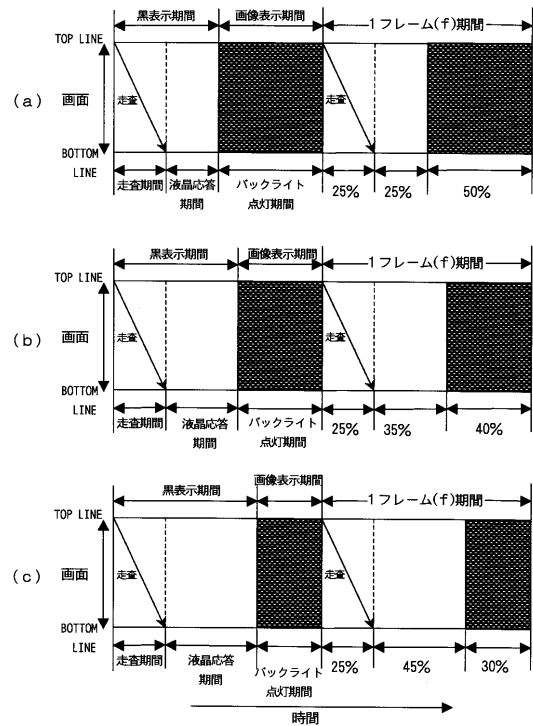 黒表示期間 画像表示期間 1フレーム(f)期間
TOP LINE
(a) 画面 走査 走査
BOTTOM LINE
走査期間 液晶応答期間 バックライト点灯期間 25% 25% 50%
黒表示期間 画像表示期間 1フレーム(f)期間
TOP LINE
(b) 画面 走査 走査
BOTTOM LINE
走査期間 液晶応答期間 バックライト点灯期間 25% 35% 40%
画像表示期間
黒表示期間 1フレーム(f)期間
TOP LINE
(c) 画面 走査 走査
BOTTOM LINE
走査期間 液晶応答期間 バックライト点灯期間 25% 45% 30%
時間